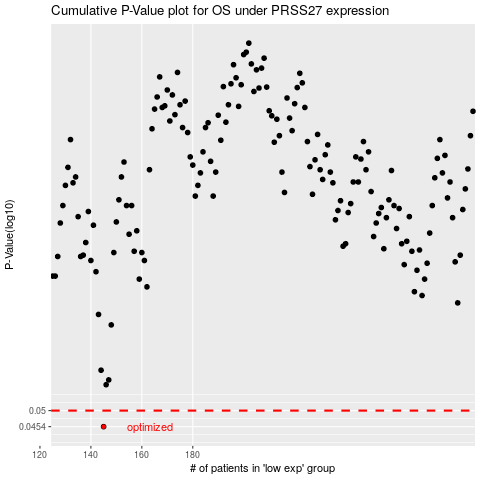 Cumulative P-Value plot for OS under PRSS27 expression
P-Value(log10)
0.05
0.0454
optimized
120 140 160 180
# of patients in 'low exp' group